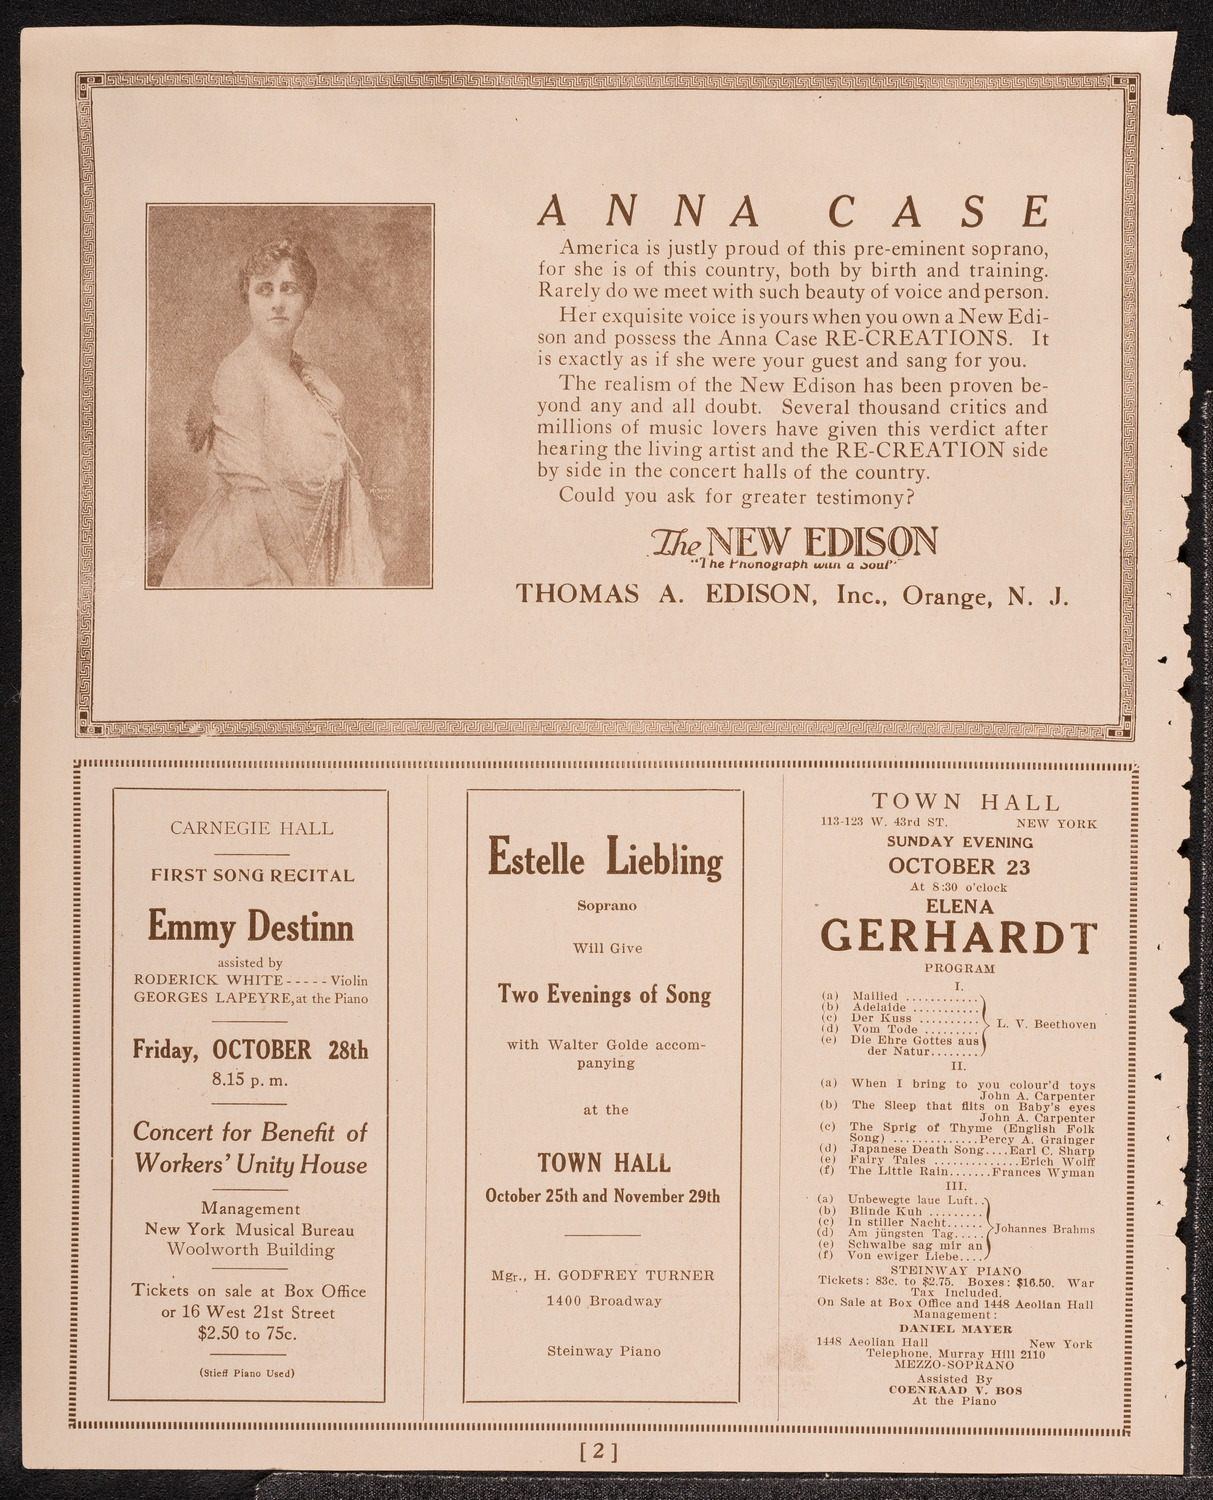 ANNA CASE
America is justly proud of this pre-eminent soprano,
for she is of this country, both by birth and training.
Rarely do we meet with such beauty of voice and person.
Her exquisite voice is yours when you own a New Edi-
son and possess the Anna Case RE-CREATIONS. It
is exactly as if she were your guest and sang for you.
The realism of the New Edison has been proven be-
yond any and all doubt. Several thousand critics and
millions of music lovers have given this verdict after
hearing the living artist and the RE-CREATION side
by side in the concert halls of the country.
Could you ask for greater testimony?
The NEW EDISON
"The Phonograph with a Soul"
THOMAS A. EDISON, Inc., Orange, N. J.
CARNEGIE HALL
FIRST SONG RECITAL
Emmy Destinn
assisted by
RODERICK WHITE ----- Violin
GEORGES LAPEYRE, at the Piano
Friday, OCTOBER 28th
8.15 p. m.
Concert for Benefit of
Workers' Unity House
Management
New York Musical Bureau
Woolworth Building
Tickets on sale at Box Office
or 16 West 21st Street
$2.50 to 75c.
(Stieff Piano Used)
Estelle Liebling
Soprano
Will Give
Two Evenings of Song
with Walter Golde accom-
panying
at the
TOWN HALL
October 25th and November 29th
Mgr., H. GODFREY TURNER
1400 Broadway
Steinway Piano
TOWN HALL
113-123 W. 43rd ST. NEW YORK
SUNDAY EVENING
OCTOBER 23
At 8:30 o'clock
ELENA
GERHARDT
PROGRAM
I.
(a) Mailied ............
(b) Adelaide ..........
(c) Der Kuss .........
(d) Vom Tode ........
(e) Die Ehre Gottes aus
der Natur........
L. V. Beethoven
II.
(a) When I bring to you colour'd toys
John A. Carpenter
(b) The Sleep that flits on Baby's eyes
John A. Carpenter
(c) The Sprig of Thyme (English Folk
Song) .............Percy A. Grainger
(d) Japanese Death Song....Earl C. Sharp
(e) Fairy Tales .............Erich Wolff
(f) The Little Rain.......Frances Wyman
III.
(a) Unbewegte laue Luft..
(b) Blinde Kuh .........
(c) In stiller Nacht......
(d) Am jüngsten Tag.....
(e) Schwalbe sag mir an
(f) Von ewiger Liebe....
Johannes Brahms
STEINWAY PIANO
Tickets: 83c. to $2.75. Boxes: $16.50. War
Tax Included.
On Sale at Box Office and 1448 Aeolian Hall
Management:
DANIEL MAYER
1448 Aeolian Hall New York
Telephone, Murray Hill 2110
MEZZO-SOPRANO
Assisted By
COENRAAD V. BOS
At the Piano
[ 2 ]